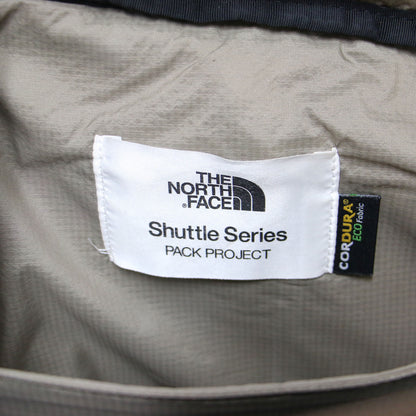 THE
NORTH
FACE
Shuttle Series
PACK PROJECT
CORDURA®
ECO Fabric